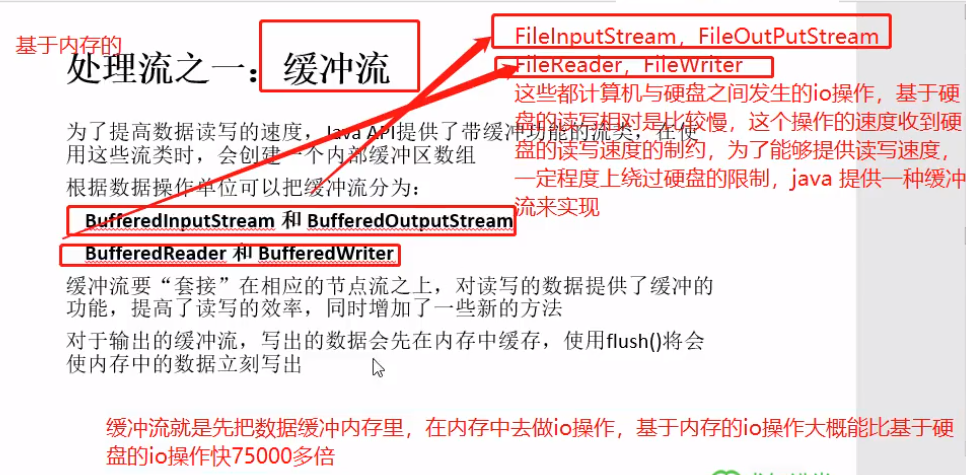 基于内存的
处理流之一：缓冲流
FileInputStream，FileOutPutStream
FileReader，FileWriter
这些都计算机与硬盘之间发生的io操作，基于硬
盘的读写相对是比较慢，这个操作的速度收到硬
盘的读写速度的制约，为了能够提供读写速度，
一定程度上绕过硬盘的限制，java 提供一种缓冲
流来实现
为了提高数据读写的速度，Java API提供了带缓冲功能的流类，在使
用这些流类时，会创建一个内部缓冲区数组
根据数据操作单位可以把缓冲流分为：
BufferedInputStream 和 BufferedOutputStream
BufferedReader 和 BufferedWriter
缓冲流要“套接”在相应的节点流之上，对读写的数据提供了缓冲的
功能，提高了读写的效率，同时增加了一些新的方法
对于输出的缓冲流，写出的数据会先在内存中缓存，使用flush()将会
使内存中的数据立刻写出
缓冲流就是先把数据缓冲内存里，在内存中去做io操作，基于内存的io操作大概能比基于硬
盘的io操作快75000多倍